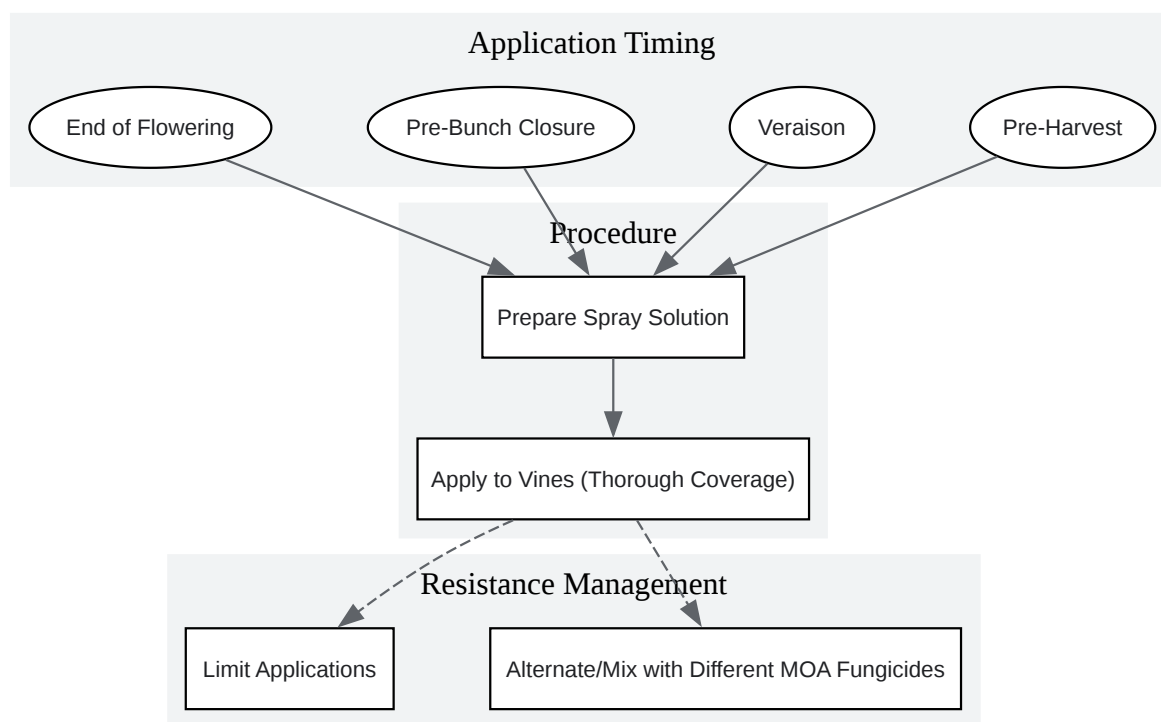 Application Timing
End of Flowering
Pre-Bunch Closure
Veraison
Pre-Harvest
Procedure
Prepare Spray Solution
Apply to Vines (Thorough Coverage)
Resistance Management
Limit Applications
Alternate/Mix with Different MOA Fungicides